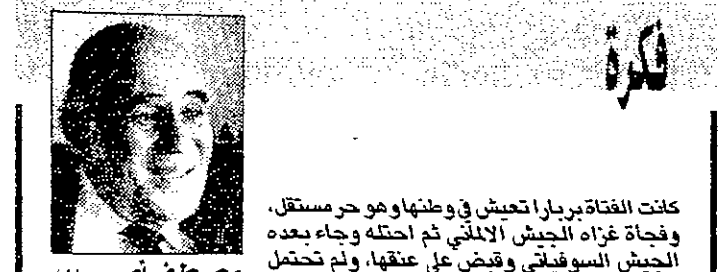 فكرة
كانت الفتاة بربارا تعيش في وطنها وهو حر مستقل،
وفجأة غزاه الجيش الالماني ثم احتله وجاء بعده
الجيش السوفياتي وقبض على عنقها، ولم تحتمل